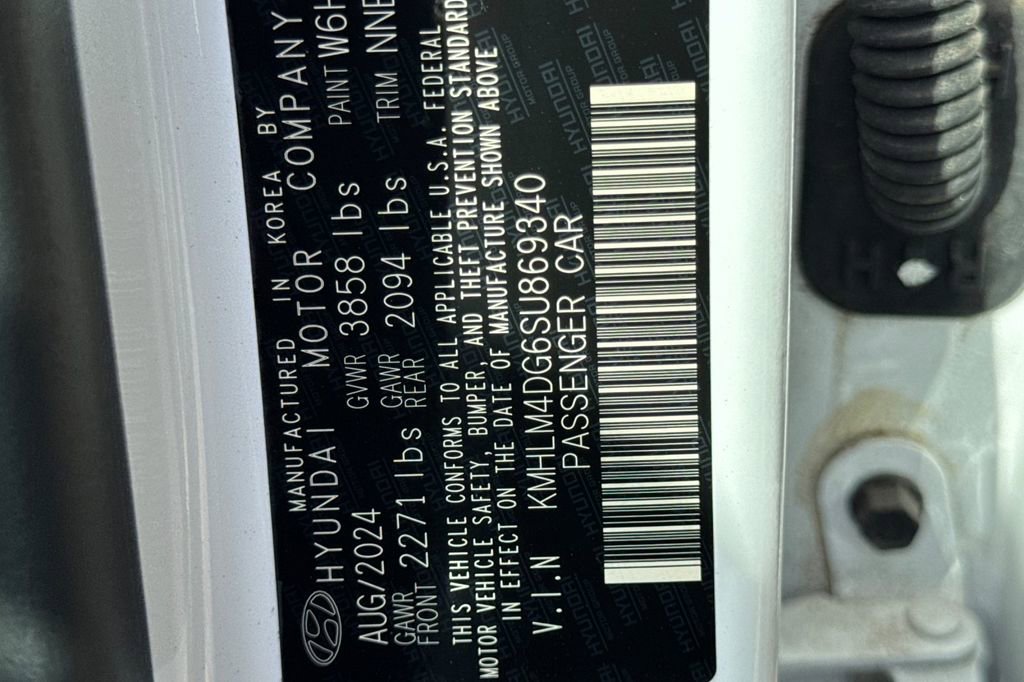 MANUFACTURED IN KOREA BY
HYUNDAI MOTOR COMPANY
AUG/2024 GVWR 3858 lbs PAINT W6H
GAWR FRONT 2271 lbs GAWR REAR 2094 lbs TRIM NNB
THIS VEHICLE CONFORMS TO ALL APPLICABLE U.S.A. FEDERAL
MOTOR VEHICLE SAFETY, BUMPER, AND THEFT PREVENTION STANDARD
IN EFFECT ON THE DATE OF MANUFACTURE SHOWN ABOVE
V.I.N KMHLM4DG6SU869340
PASSENGER CAR